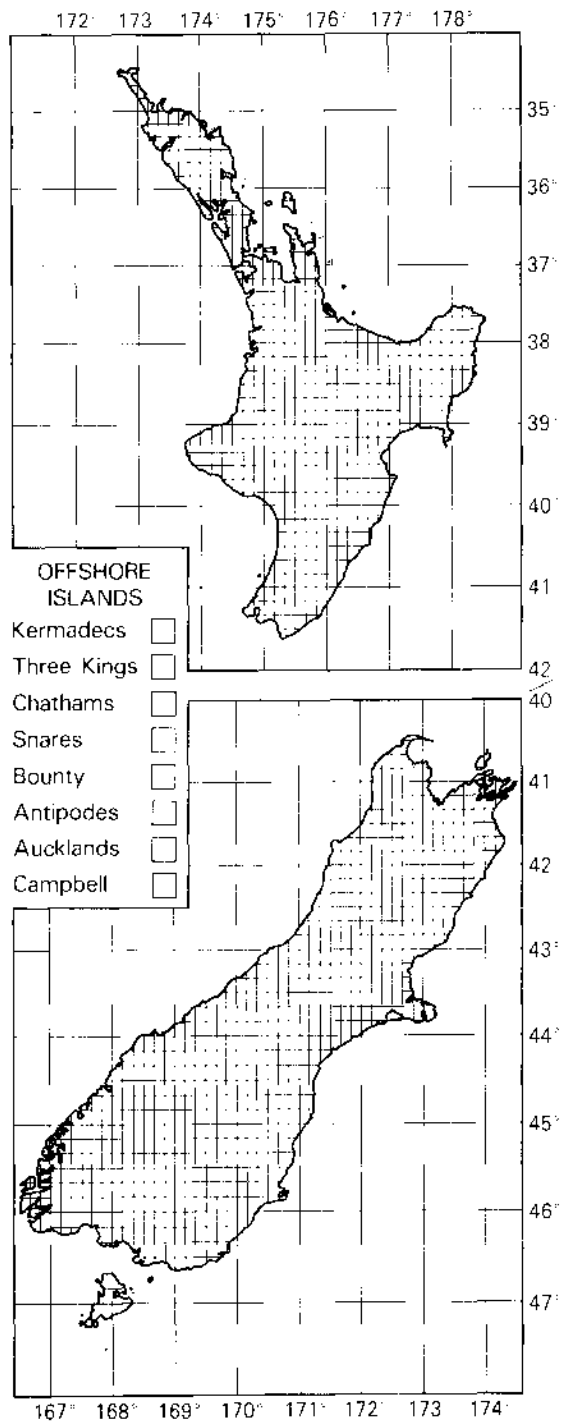 172° 173° 174° 175° 176° 177° 178°
35°
36°
37°
38
39°
40
41
42
OFFSHORE
ISLANDS
Kermadecs
Three Kings
Chathams
Snares
Bounty
Antipodes
Aucklands
Campbell
40
41°
42°
43°
44°
45°
46°
47°
167° 168° 169° 170° 171° 172 173 174°